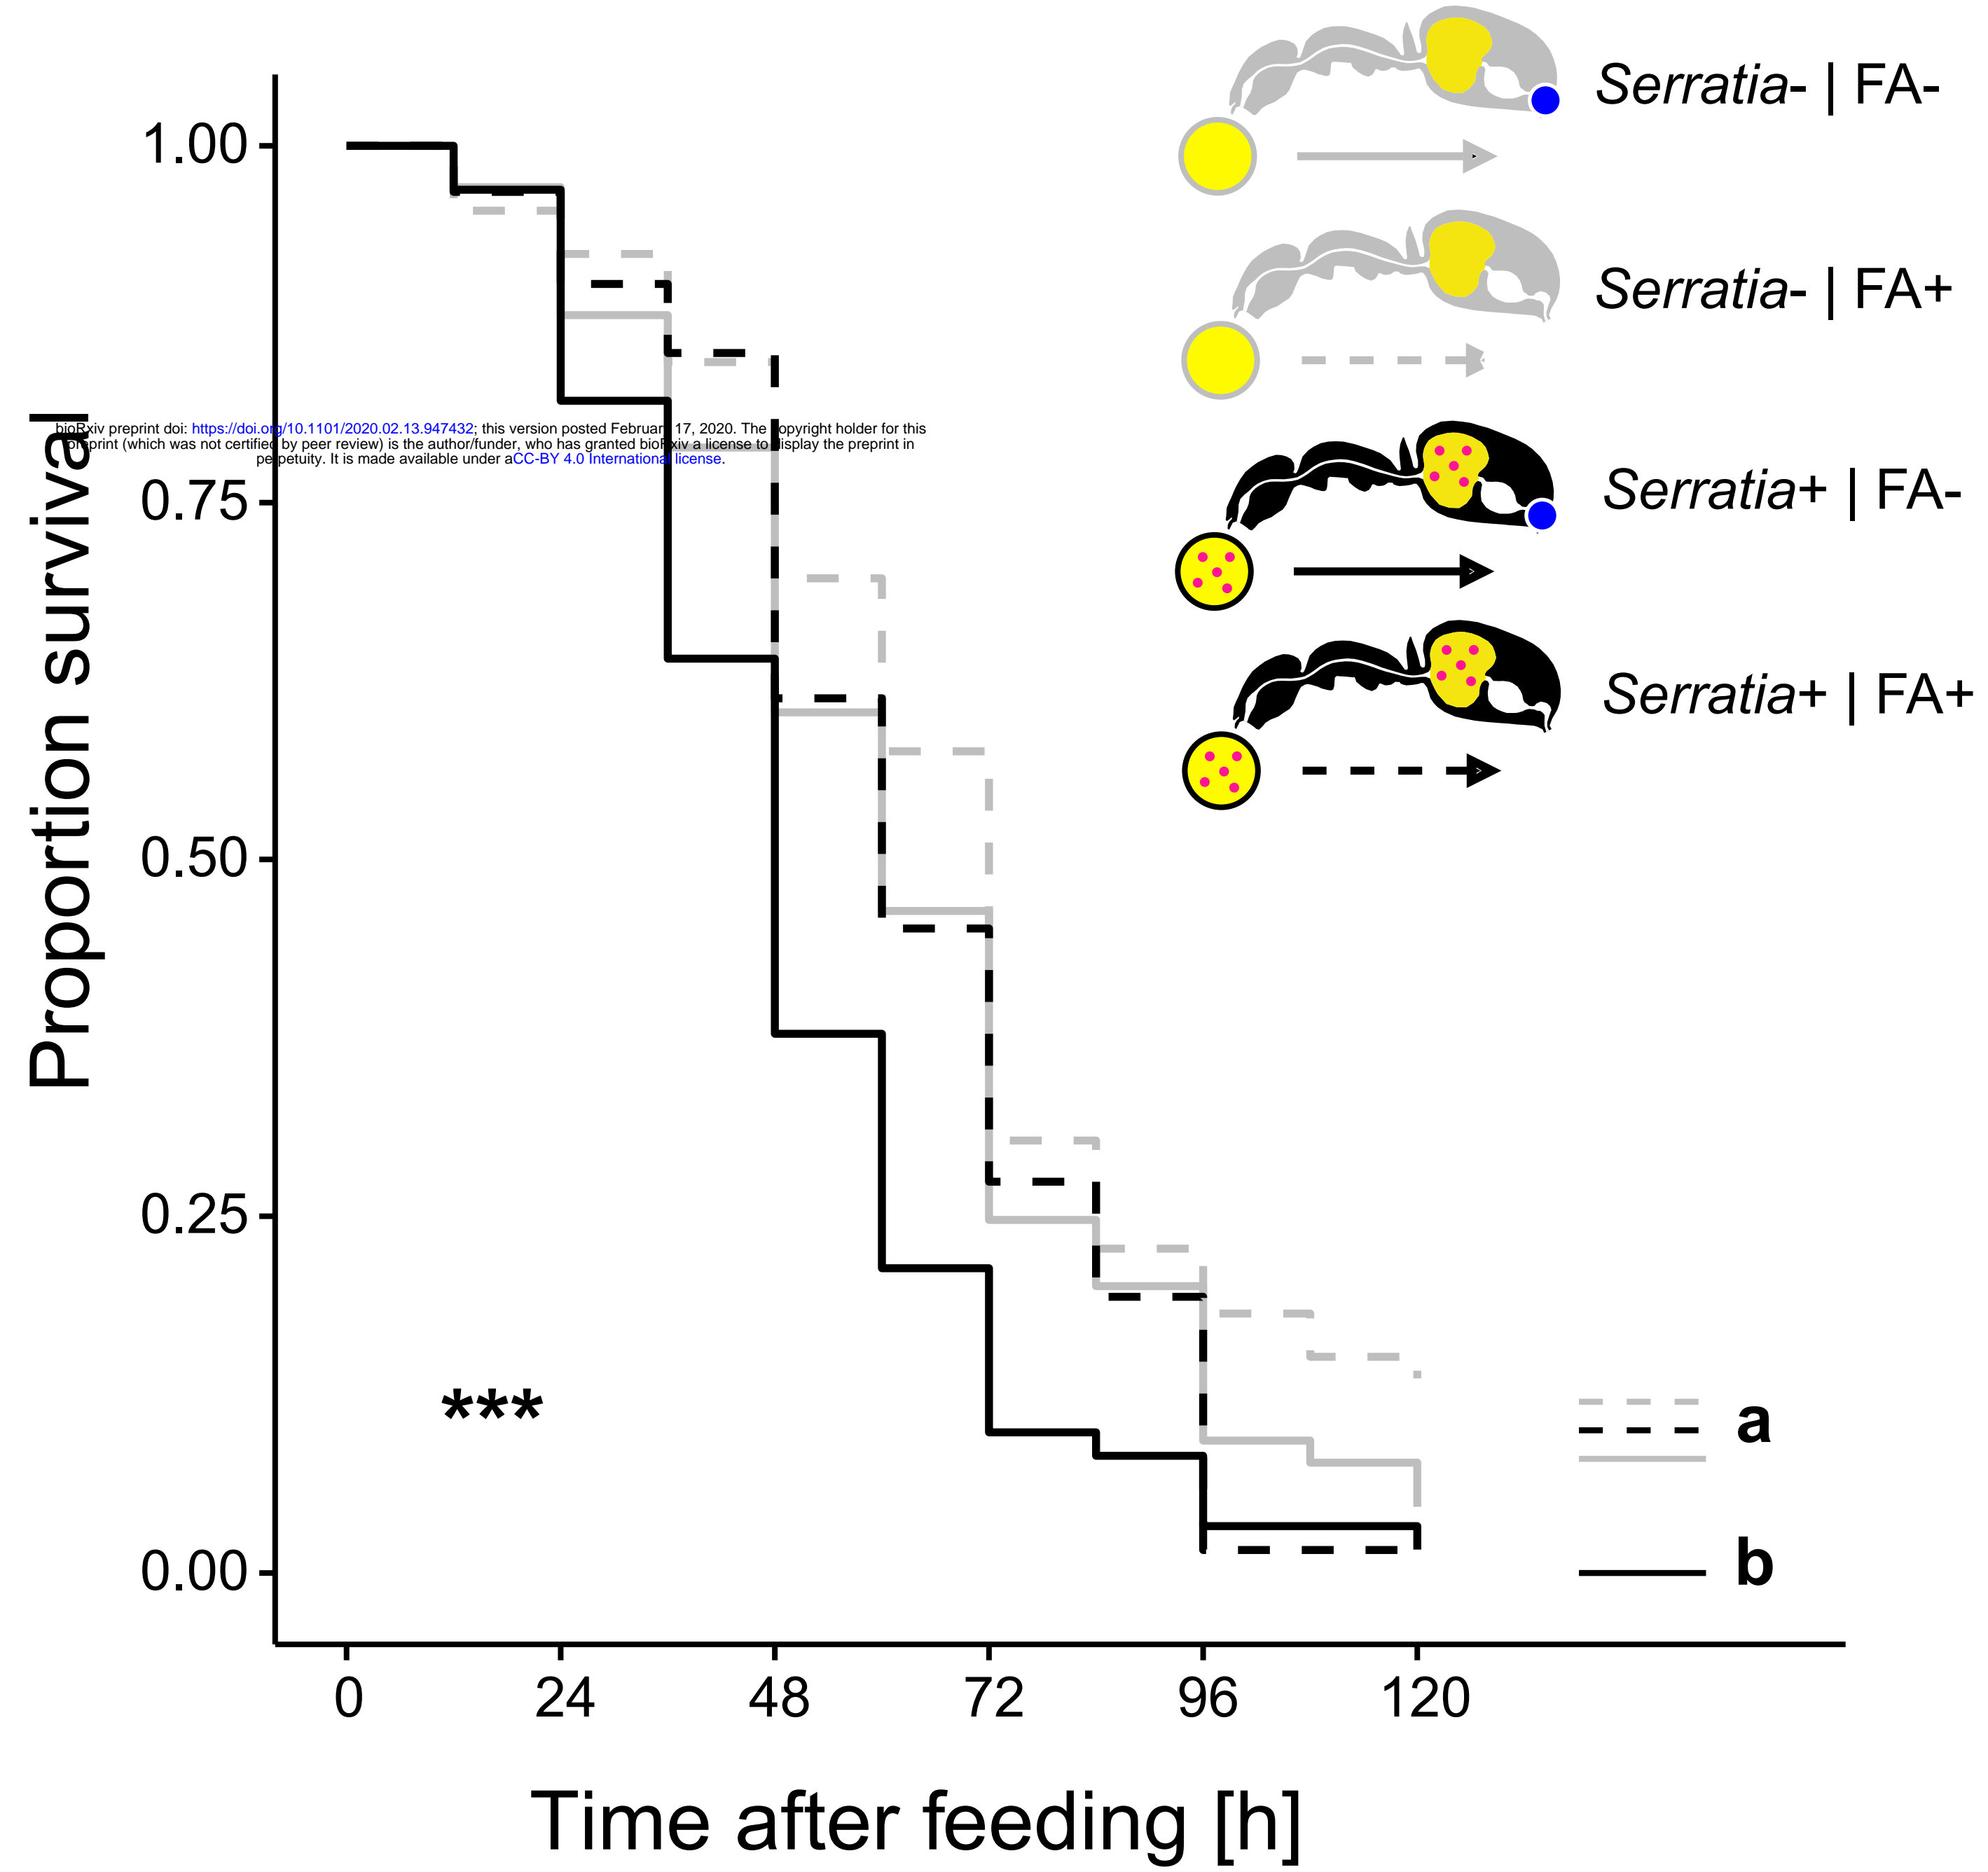 Serratia- | FA-
1.00
Serratia- | FA+
bioRxiv preprint doi: https://doi.org/10.1101/2020.02.13.947432; this version posted February 17, 2020. The copyright holder for this
preprint (which was not certified by peer review) is the author/funder, who has granted bioRxiv a license to display the preprint in
perpetuity. It is made available under aCC-BY 4.0 International license.
0.75
Serratia+ | FA-
Proportion survival
Serratia+ | FA+
0.50
0.25
***
a
0.00
b
0 24 48 72 96 120
Time after feeding [h]